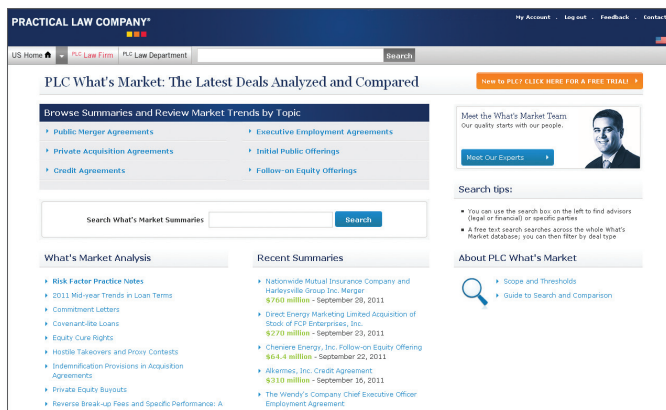 PRACTICAL LAW COMPANY®
My Account . Log out . Feedback . Contact
US Home
PLC Law Firm
PLC Law Department
Search
PLC What's Market: The Latest Deals Analyzed and Compared
New to PLC? CLICK HERE FOR A FREE TRIAL!
Browse Summaries and Review Market Trends by Topic
Public Merger Agreements
Private Acquisition Agreements
Credit Agreements
Executive Employment Agreements
Initial Public Offerings
Follow-on Equity Offerings
Meet the What's Market Team
Our quality starts with our people.
Meet Our Experts
Search What's Market Summaries
Search
Search tips:
You can use the search box on the left to find advisors
(legal or financial) or specific parties
A free text search searches across the whole What's
Market database; you can then filter by deal type
What's Market Analysis
Risk Factor Practice Notes
2011 Mid-year Trends in Loan Terms
Commitment Letters
Covenant-lite Loans
Equity Cure Rights
Hostile Takeovers and Proxy Contests
Indemnification Provisions in Acquisition
Agreements
Private Equity Buyouts
Reverse Break-up Fees and Specific Performance: A
Recent Summaries
Nationwide Mutual Insurance Company and
Harleysville Group Inc. Merger
$760 million - September 28, 2011
Direct Energy Marketing Limited Acquisition of
Stock of FCP Enterprises, Inc.
$270 million - September 23, 2011
Cheniere Energy, Inc. Follow-on Equity Offering
$64.4 million - September 22, 2011
Alkermes, Inc. Credit Agreement
$310 million - September 16, 2011
The Wendy's Company Chief Executive Officer
Employment Agreement
About PLC What's Market
Scope and Thresholds
Guide to Search and Comparison